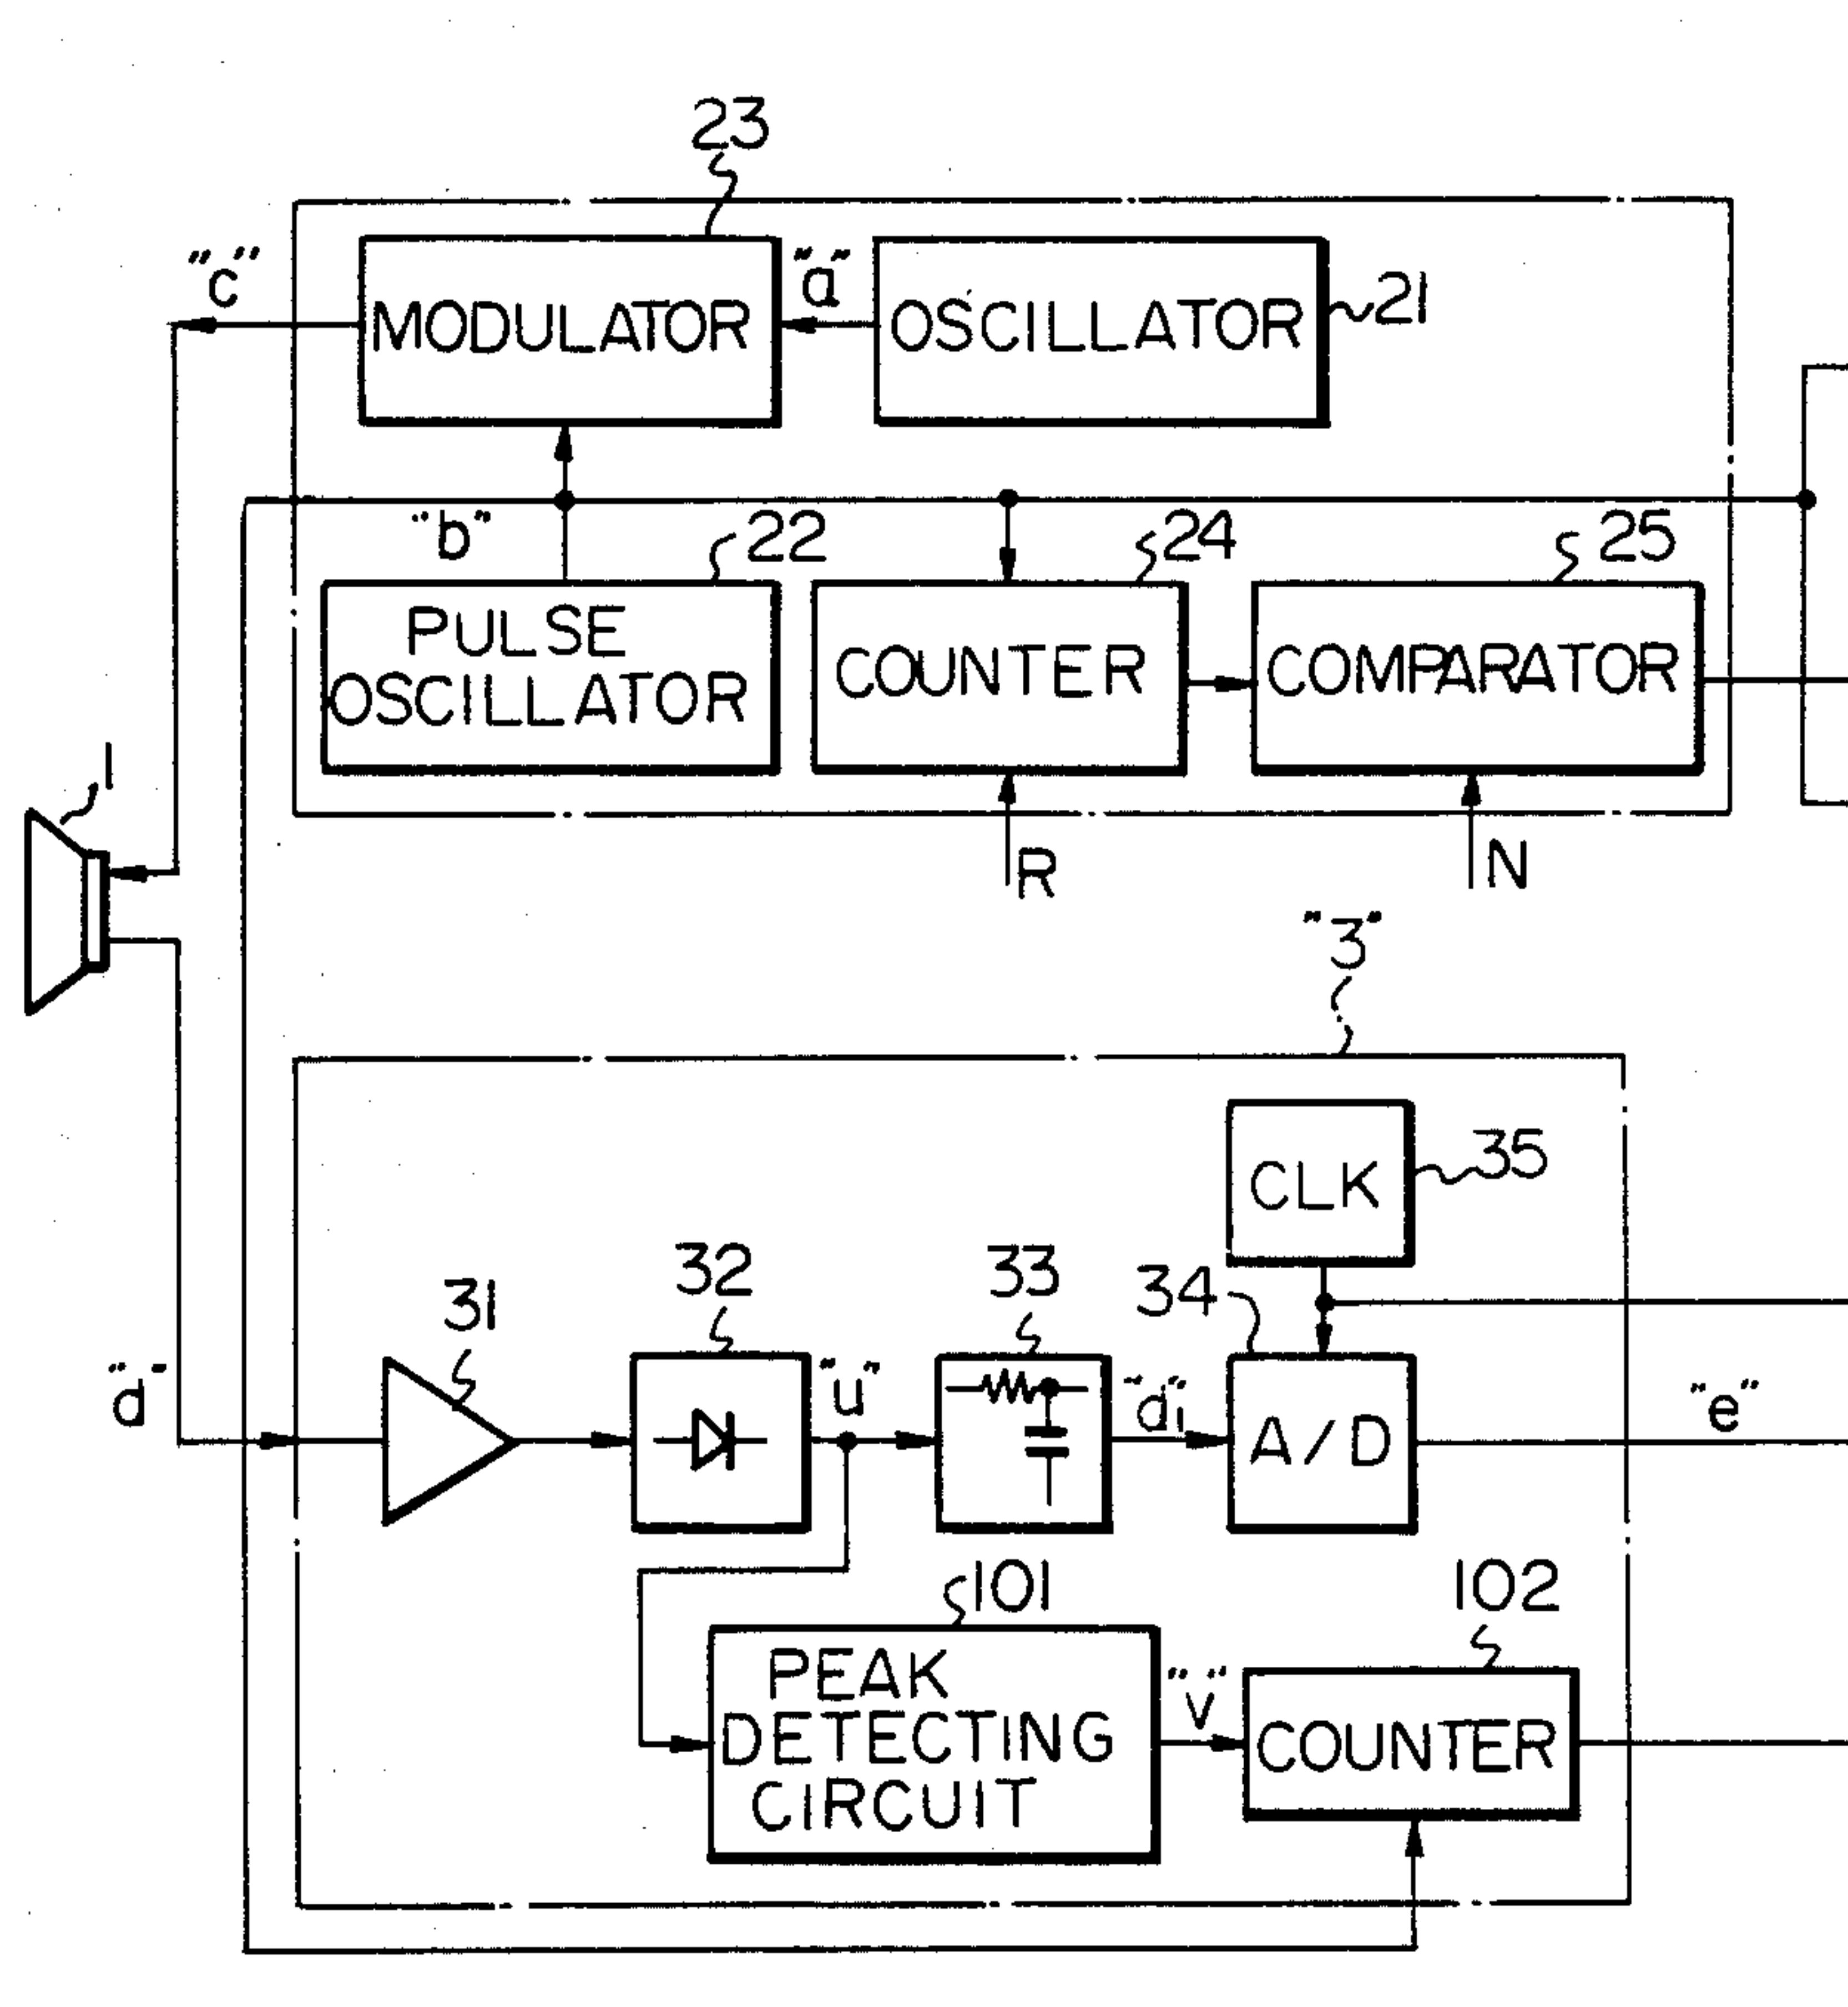 23
"c"
MODULATOR
"a"
OSCILLATOR
21
"b"
22
24
25
PULSE
OSCILLATOR
COUNTER
COMPARATOR
1
R
N
"3"
CLK
35
31
32
33
34
"d"
"u"
"d1"
A/D
"e"
101
102
PEAK
DETECTING
CIRCUIT
"v"
COUNTER